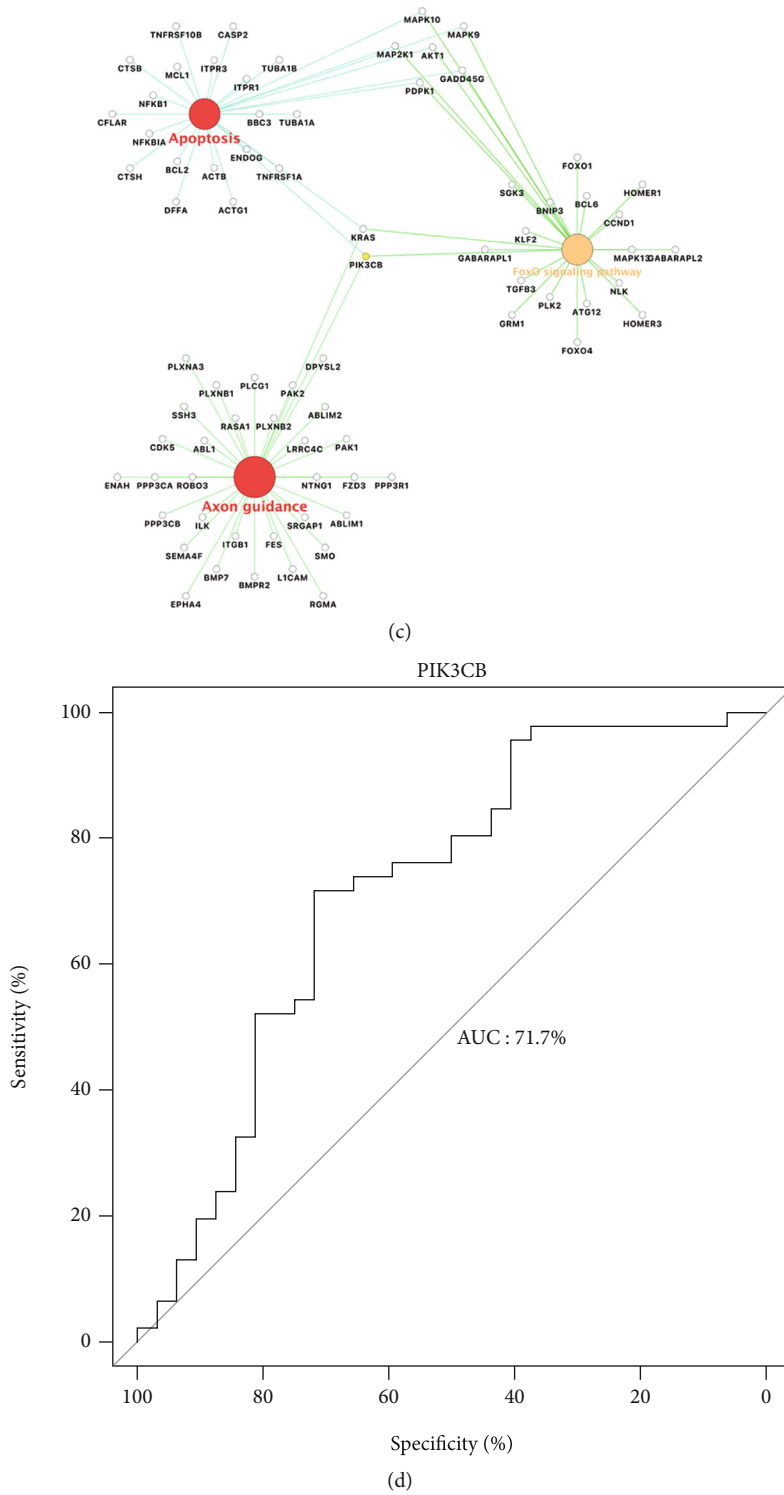 MAPK10
MAPK9
TNFRSF10B CASP2
MAP2K1 AKT1
CTSB MCL1 ITPR3 TUBA1B
GADD45G
ITPR1
PDPK1
NFKB1
CFLAR BBC3 TUBA1A
Apoptosis
NFKBIA
ENDOG
CTSH BCL2 ACTB TNFRSF1A
DFFA ACTG1
FOXO1
SGK3 HOMER1
BNIP3 BCL6
CCND1
KRAS
KLF2
PIK3CB
GABARAPL1 MAPK13 GABARAPL2
FoxO signaling pathway
TGFB3 NLK
PLK2 ATG12
GRM1 HOMER3
FOXO4
PLXNA3 DPYSL2
PLXNB1 PLCG1 PAK2
SSH3 ABLIM2
RASA1 PLXNB2
CDK5 ABL1 LRRC4C PAK1
ENAH PPP3CA ROBO3 NTNG1 FZD3 PPP3R1
Axon guidance
PPP3CB ILK SRGAP1 ABLIM1
ITGB1 FES
SEMA4F SMO
BMP7 BMPR2 L1CAM
EPHA4 RGMA
(c)
PIK3CB
100
80
60
40
20
0
Sensitivity (%)
AUC : 71.7%
100 80 60 40 20 0
Specificity (%)
(d)